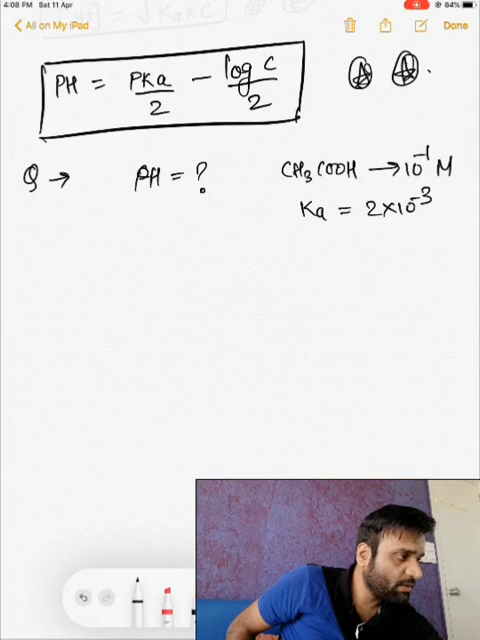 4:08 PM Sat 11 Apr 84%
[H] = √Ka×C
All on My iPad Done
PH = PKa/2 − log C/2
Q → PH = ? CH3COOH → 10⁻¹ M
Ka = 2×10⁻³